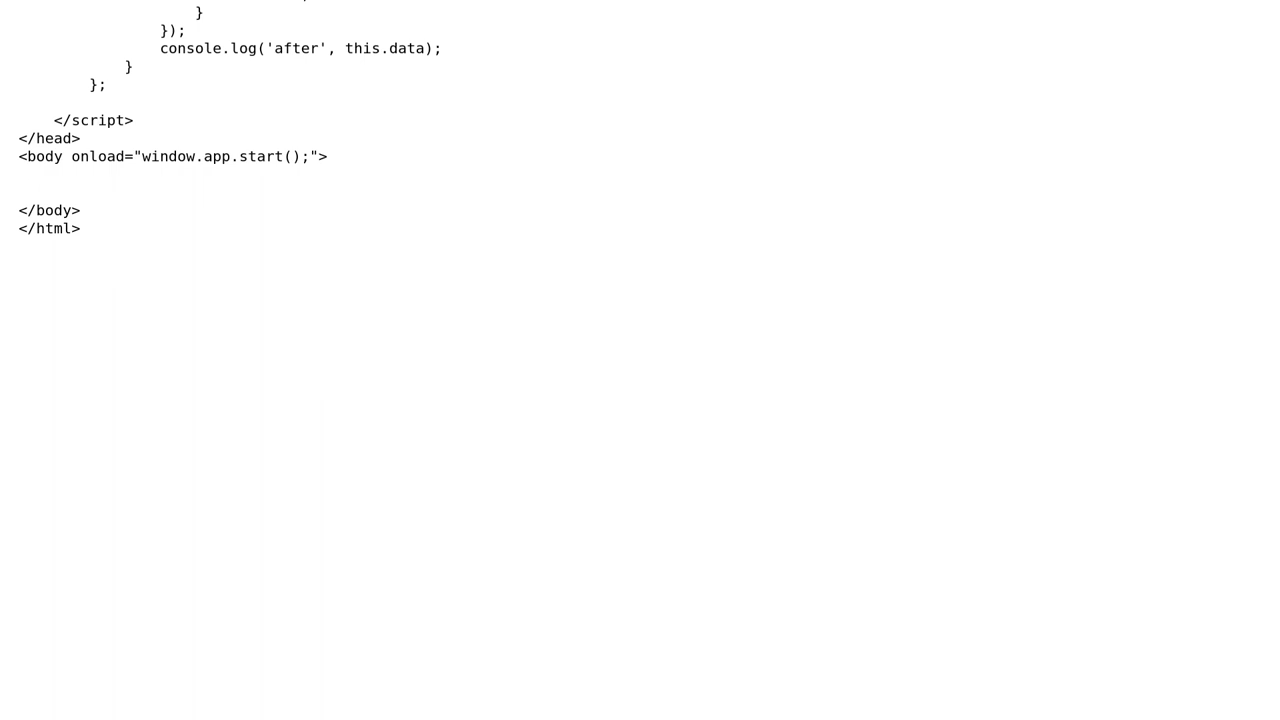 }
});
console.log('after', this.data);
}
};
</script>
</head>
<body onload="window.app.start();">
</body>
</html>